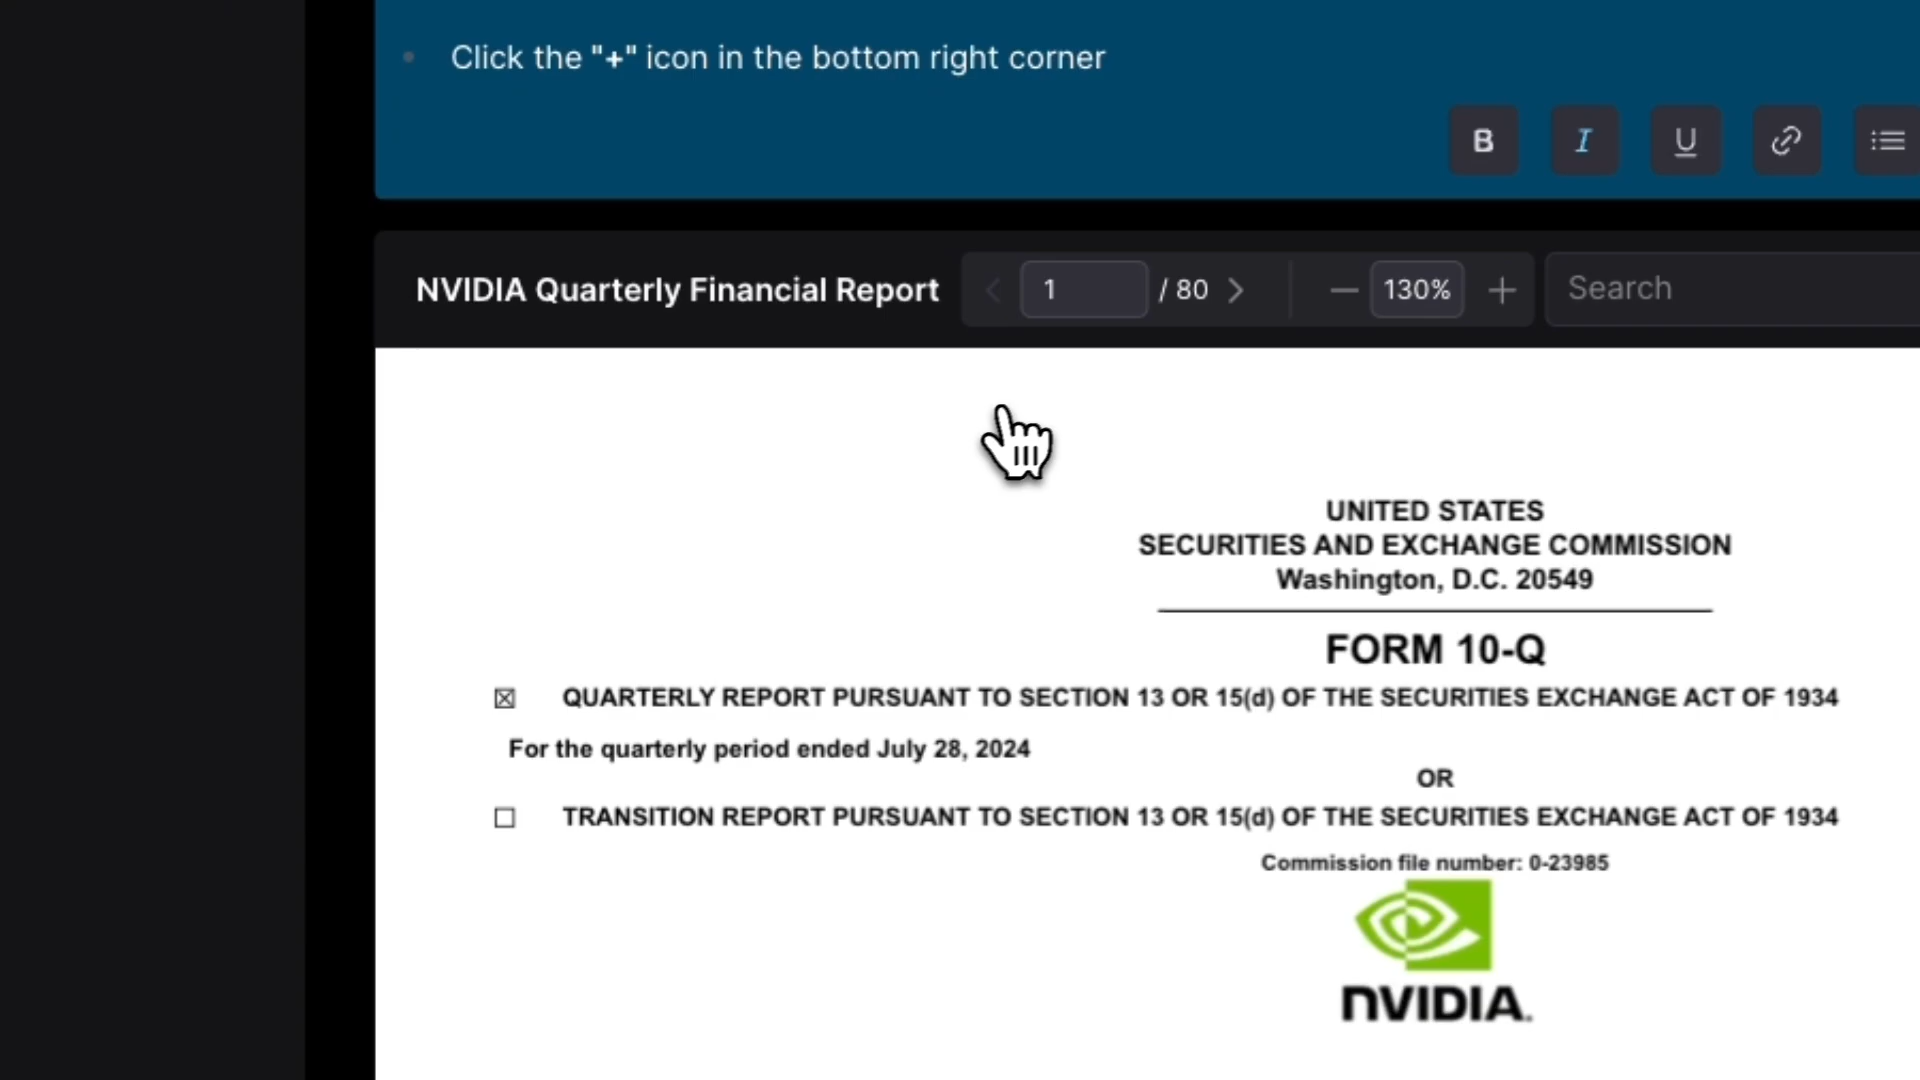 Click the "+" icon in the bottom right corner
B I U
NVIDIA Quarterly Financial Report 1 / 80 130% Search
UNITED STATES
SECURITIES AND EXCHANGE COMMISSION
Washington, D.C. 20549
FORM 10-Q
☒ QUARTERLY REPORT PURSUANT TO SECTION 13 OR 15(d) OF THE SECURITIES EXCHANGE ACT OF 1934
For the quarterly period ended July 28, 2024
OR
☐ TRANSITION REPORT PURSUANT TO SECTION 13 OR 15(d) OF THE SECURITIES EXCHANGE ACT OF 1934
Commission file number: 0-23985
NVIDIA.